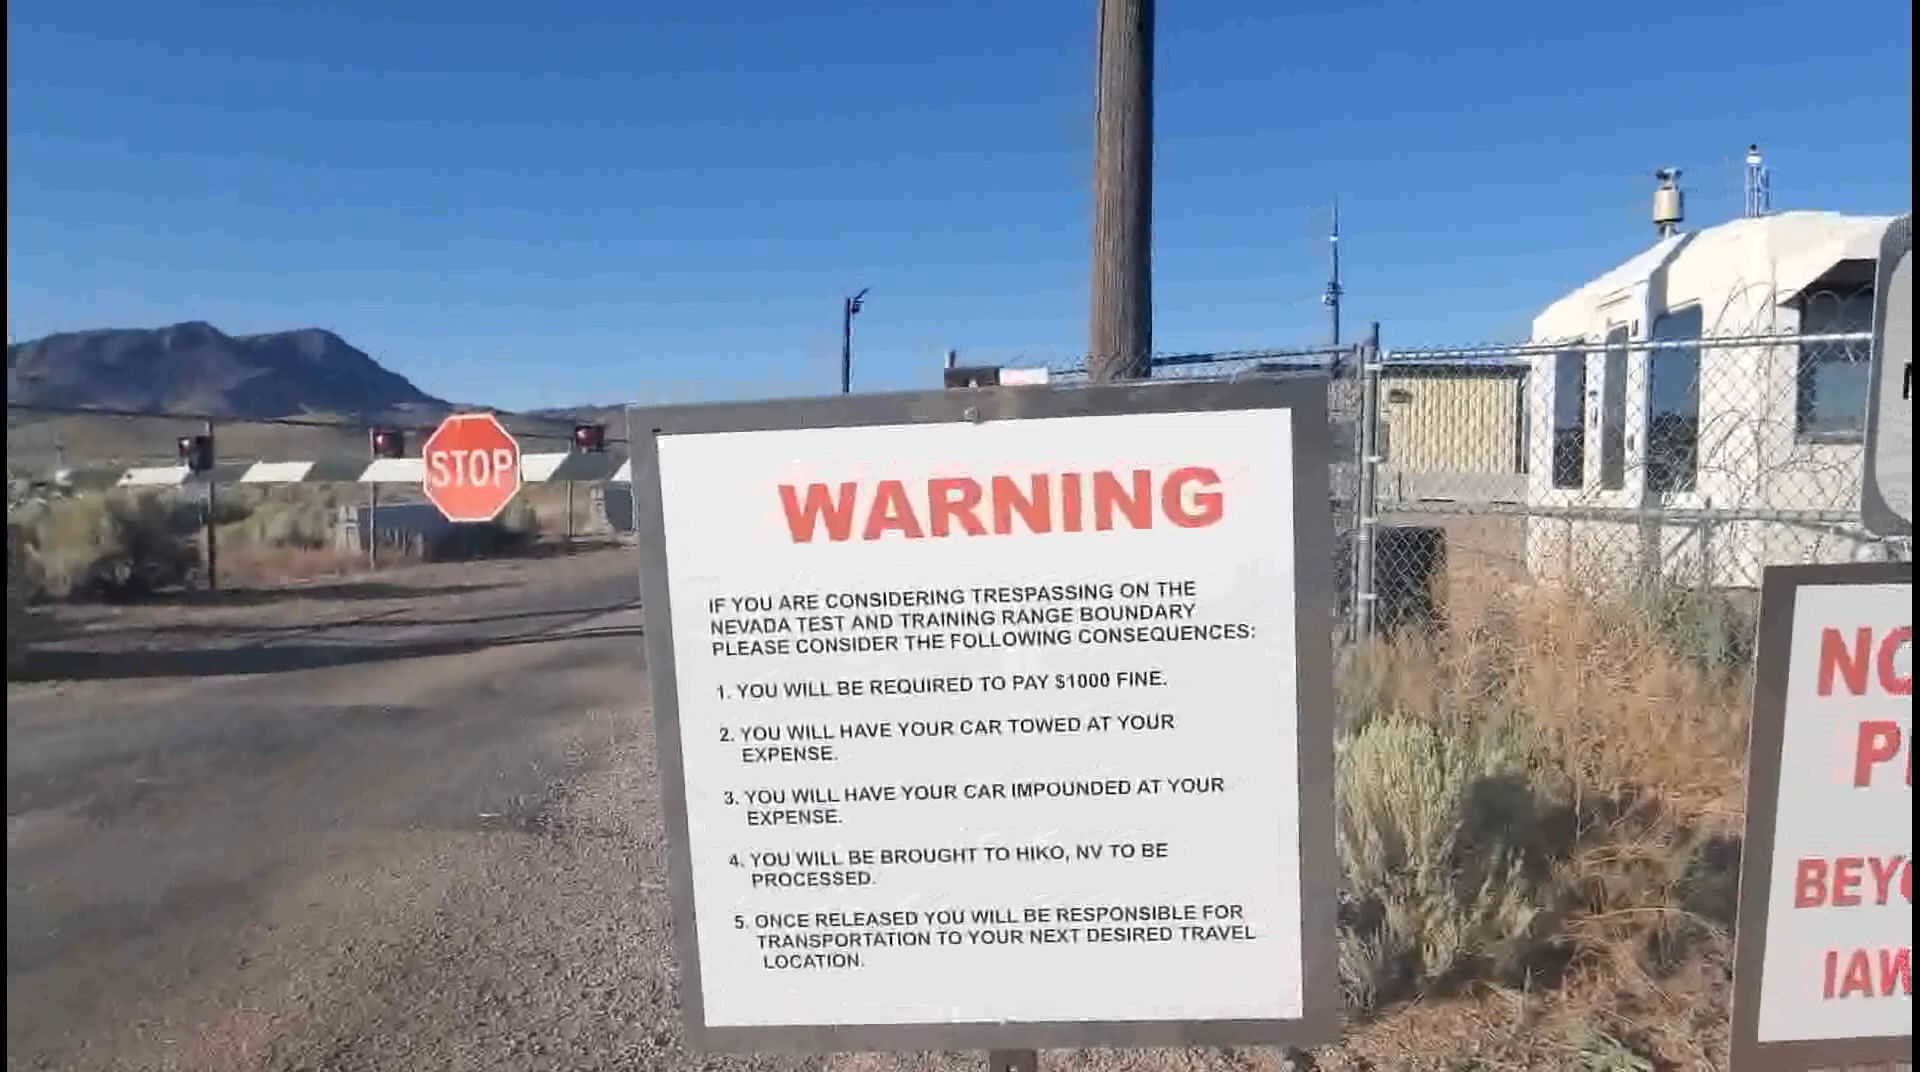 STOP
WARNING
IF YOU ARE CONSIDERING TRESPASSING ON THE
NEVADA TEST AND TRAINING RANGE BOUNDARY
PLEASE CONSIDER THE FOLLOWING CONSEQUENCES:
1. YOU WILL BE REQUIRED TO PAY $1000 FINE.
2. YOU WILL HAVE YOUR CAR TOWED AT YOUR
EXPENSE.
3. YOU WILL HAVE YOUR CAR IMPOUNDED AT YOUR
EXPENSE.
4. YOU WILL BE BROUGHT TO HIKO, NV TO BE
PROCESSED.
5. ONCE RELEASED YOU WILL BE RESPONSIBLE FOR
TRANSPORTATION TO YOUR NEXT DESIRED TRAVEL
LOCATION.
IAW